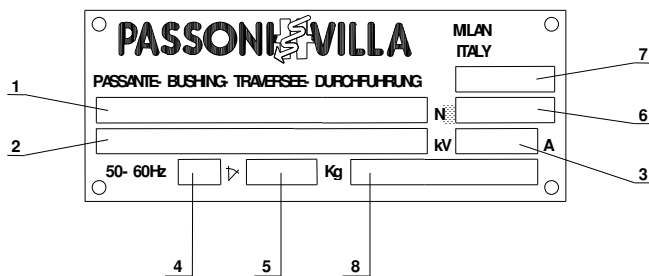 PASSONI VILLA
MILAN
ITALY
7
PASSANTE- BUSHING- TRAVERSEE- DURCHFUHRUNG
1
N
6
2
kV
A
50- 60Hz
Kg
3
4
5
8